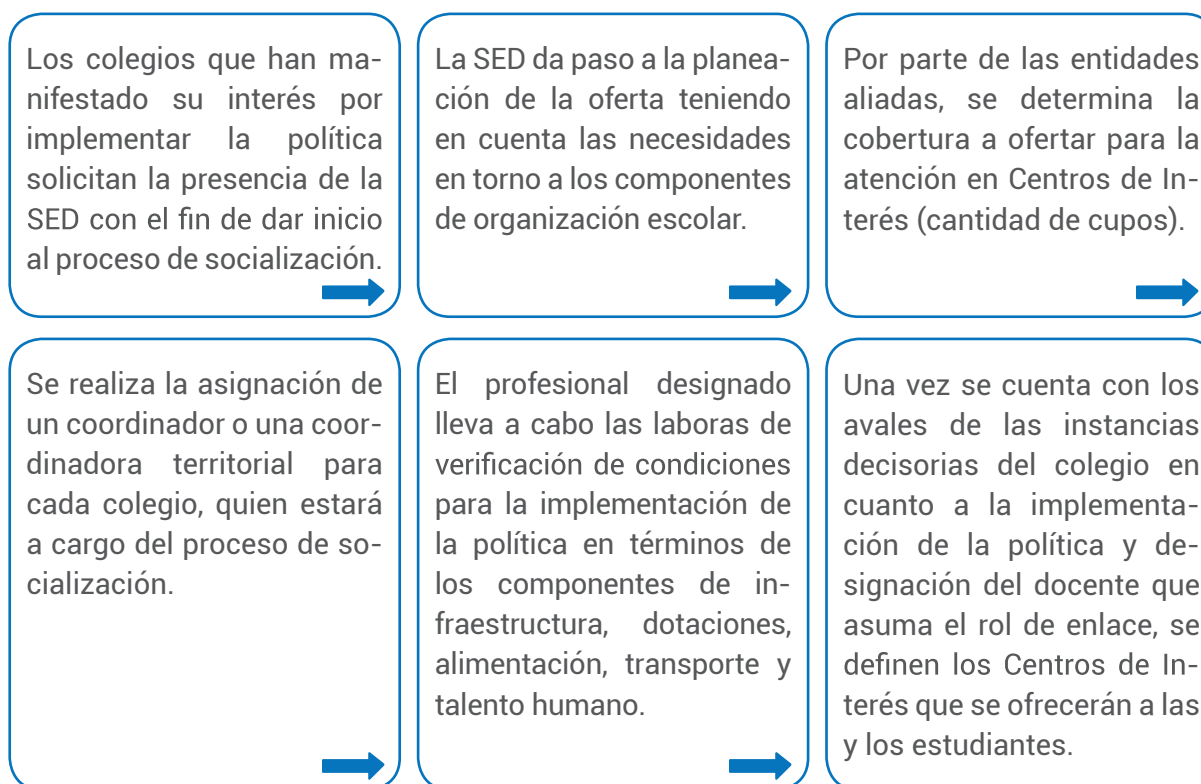 Los colegios que han ma-
nifestado su interés por
implementar la política
solicitan la presencia de la
SED con el fin de dar inicio
al proceso de socialización.
La SED da paso a la planea-
ción de la oferta teniendo
en cuenta las necesidades
en torno a los componentes
de organización escolar.
Por parte de las entidades
aliadas, se determina la
cobertura a ofertar para la
atención en Centros de In-
terés (cantidad de cupos).
Se realiza la asignación de
un coordinador o una coor-
dinadora territorial para
cada colegio, quien estará
a cargo del proceso de so-
cialización.
El profesional designado
lleva a cabo las laboras de
verificación de condiciones
para la implementación de
la política en términos de
los componentes de in-
fraestructura, dotaciones,
alimentación, transporte y
talento humano.
Una vez se cuenta con los
avales de las instancias
decisorias del colegio en
cuanto a la implementa-
ción de la política y de-
signación del docente que
asuma el rol de enlace, se
definen los Centros de In-
terés que se ofrecerán a las
y los estudiantes.